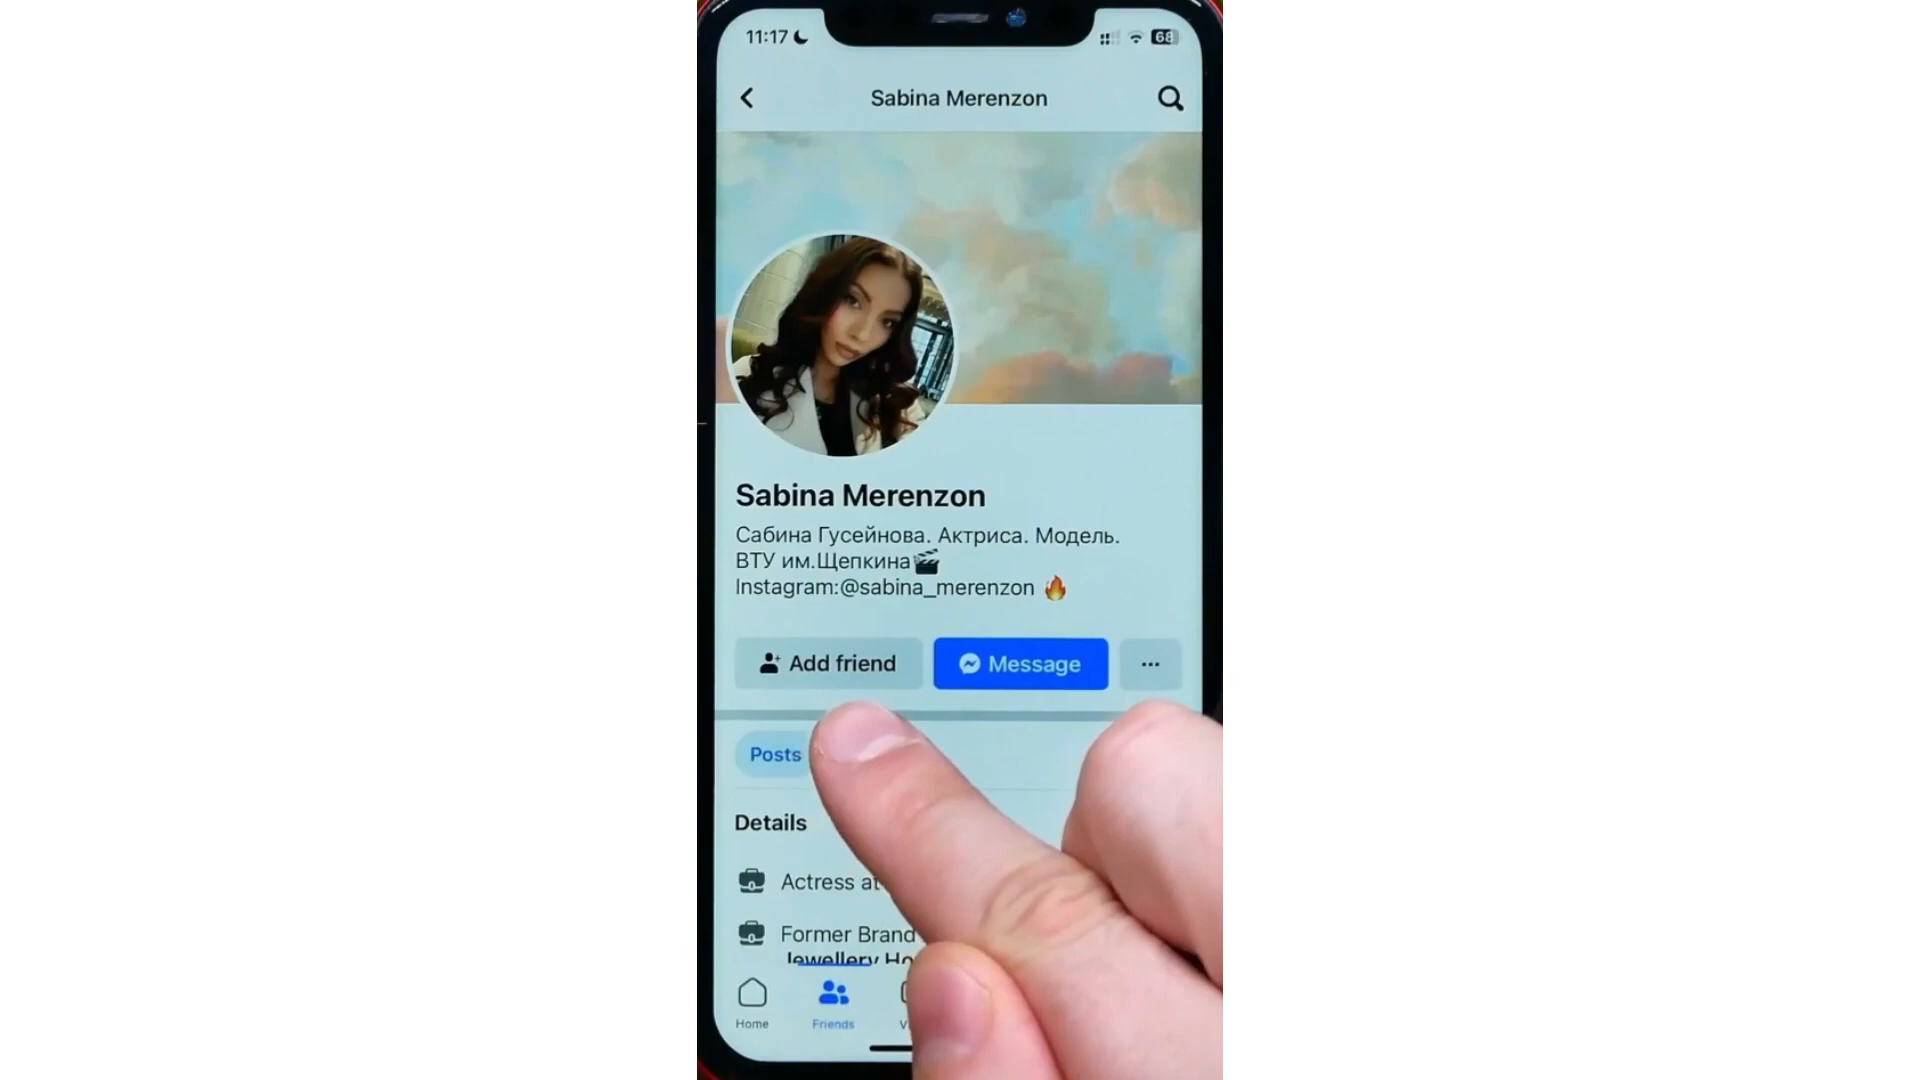 11:17
68
Sabina Merenzon
Sabina Merenzon
Сабина Гусейнова. Актриса. Модель.
ВТУ им.Щепкина🎬
Instagram:@sabina_merenzon 🔥
Add friend
Message
Posts
Details
Actress at
Former Brand
Jewellery
Home
Friends